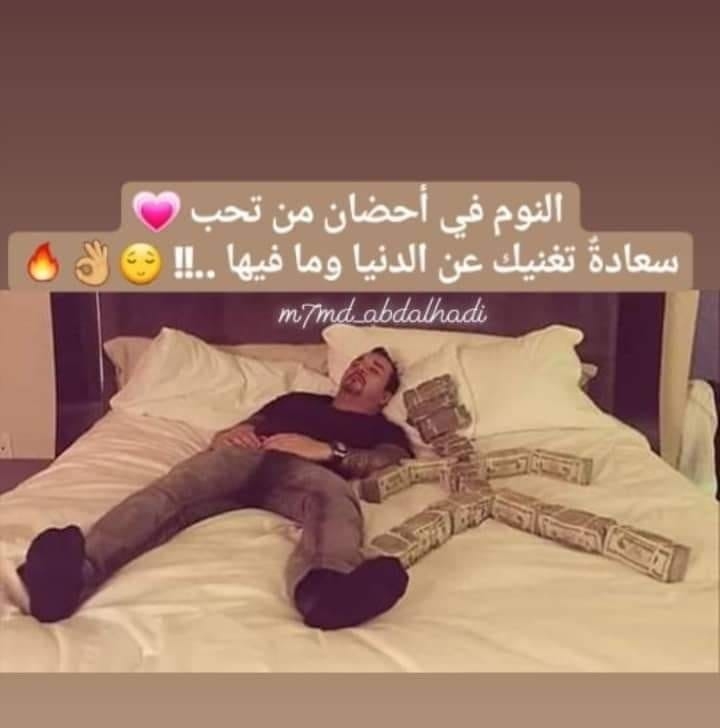 النوم في أحضان من تحب 💗
سعادةٌ تغنيك عن الدنيا وما فيها ..!! 😌👌🔥
m7md_abdalhadi